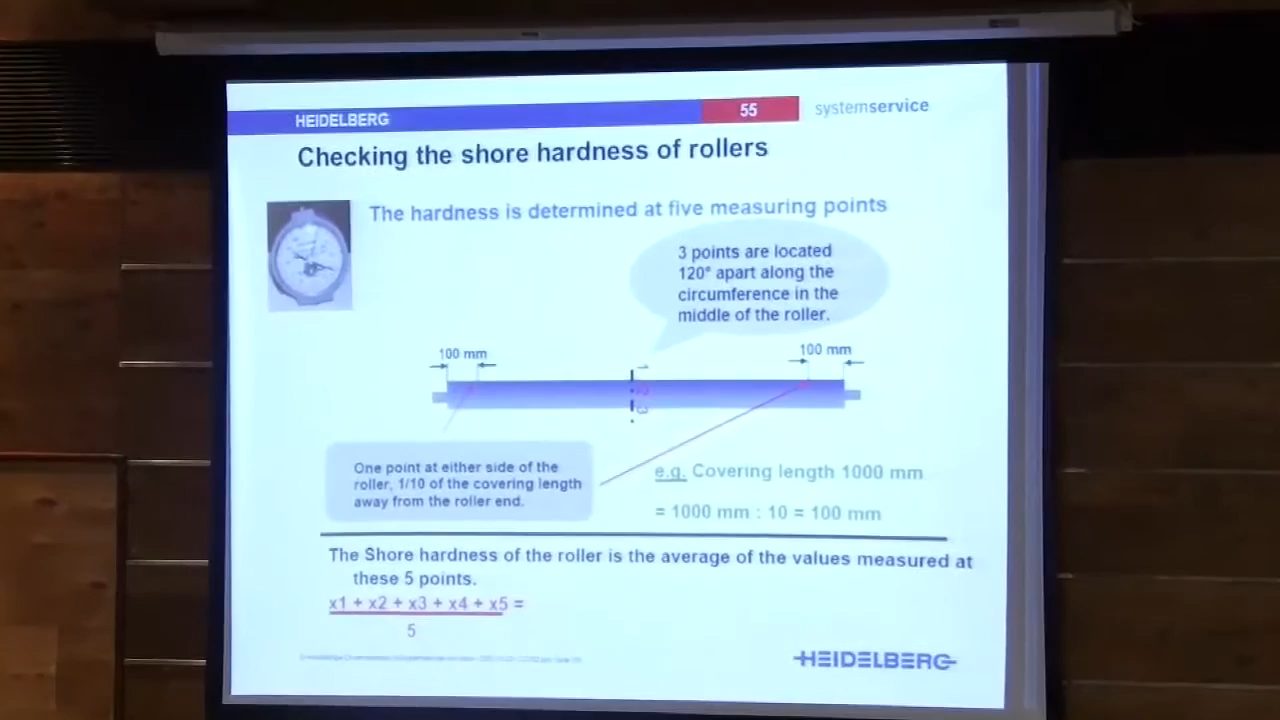 HEIDELBERG
55
systemservice
Checking the shore hardness of rollers
The hardness is determined at five measuring points
3 points are located
120° apart along the
circumference in the
middle of the roller.
100 mm
100 mm
1
2
3
One point at either side of the
roller, 1/10 of the covering length
away from the roller end.
e.g. Covering length 1000 mm
= 1000 mm : 10 = 100 mm
The Shore hardness of the roller is the average of the values measured at
these 5 points.
x1 + x2 + x3 + x4 + x5 =
5
HEIDELBERG